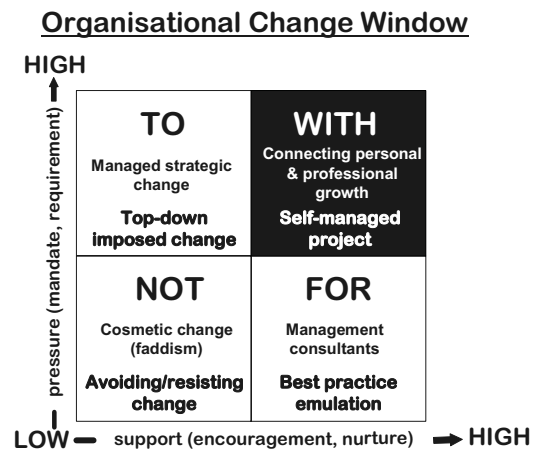 Organisational Change Window
HIGH
pressure (mandate, requirement)
TO
Managed strategic
change
Top-down
imposed change
WITH
Connecting personal
& professional
growth
Self-managed
project
NOT
Cosmetic change
(faddism)
Avoiding/resisting
change
FOR
Management
consultants
Best practice
emulation
LOW
support (encouragement, nurture)
HIGH